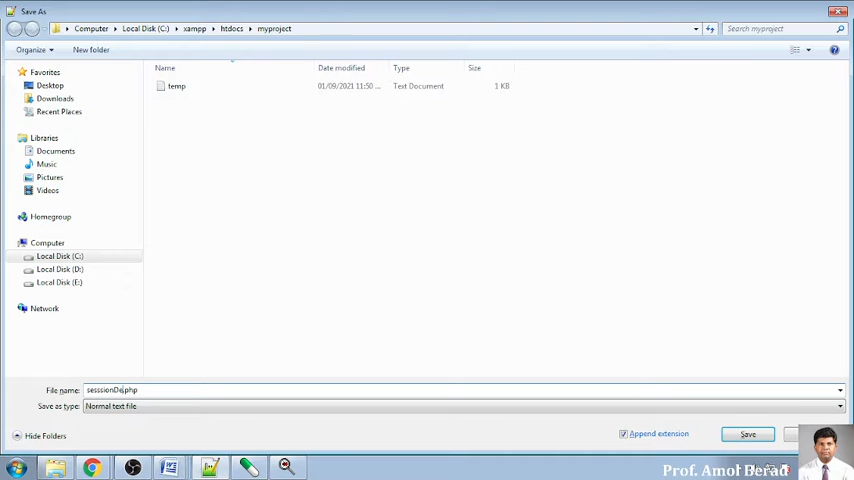 Save As
Computer Local Disk (C:) xampp htdocs myproject
Search myproject
Organize New folder
Name Date modified Type Size
temp 01/09/2021 11:50 ... Text Document 1 KB
Favorites
Desktop
Downloads
Recent Places
Libraries
Documents
Music
Pictures
Videos
Homegroup
Computer
Local Disk (C:)
Local Disk (D:)
Local Disk (E:)
Network
File name: sesssionDe.php
Save as type: Normal text file
Hide Folders
Append extension
Save
Prof. Amol Berad